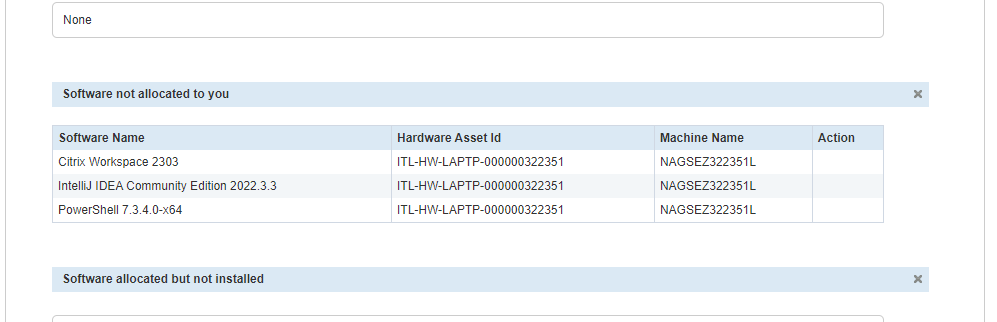 None
Software not allocated to you
Software Name Hardware Asset Id Machine Name Action
Citrix Workspace 2303 ITL-HW-LAPTP-000000322351 NAGSEZ322351L
IntelliJ IDEA Community Edition 2022.3.3 ITL-HW-LAPTP-000000322351 NAGSEZ322351L
PowerShell 7.3.4.0-x64 ITL-HW-LAPTP-000000322351 NAGSEZ322351L
Software allocated but not installed